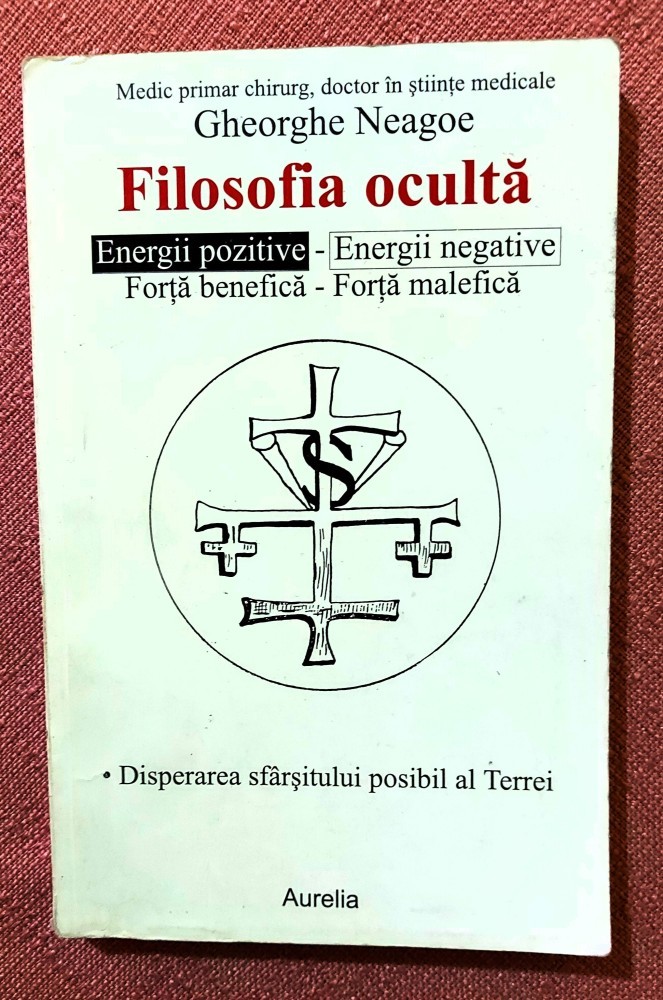 Medic primar chirurg, doctor în ştiinţe medicale
Gheorghe Neagoe
Filosofia ocultă
Energii pozitive - Energii negative
Forţă benefică - Forţă malefică
S
• Disperarea sfârşitului posibil al Terrei
Aurelia